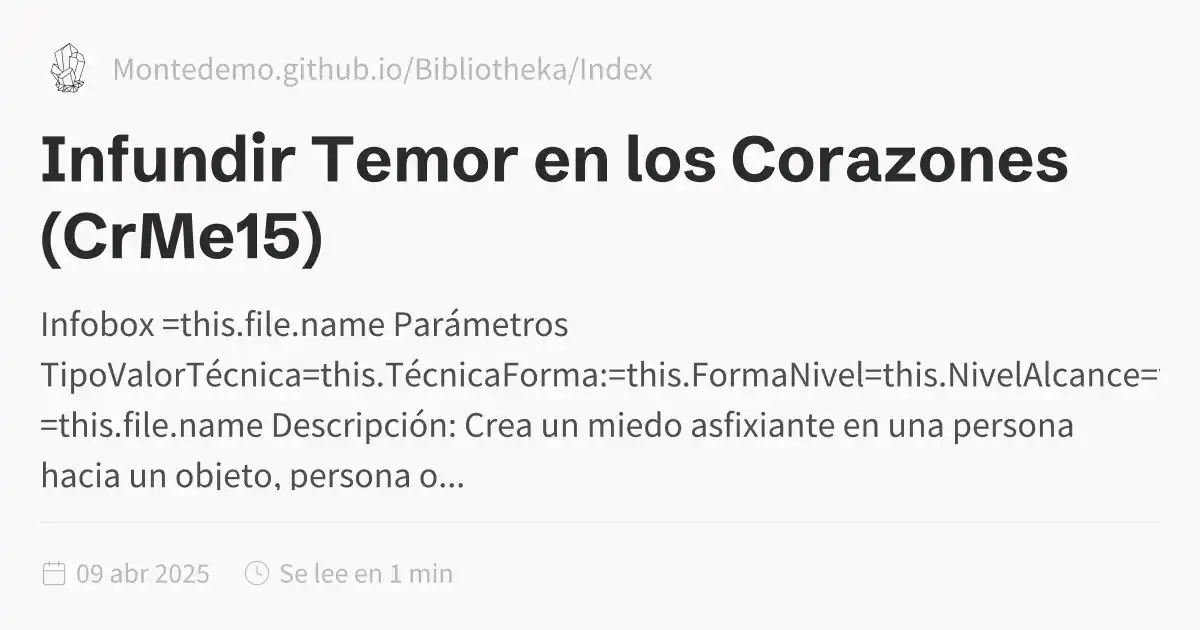 Montedemo.github.io/Bibliotheka/Index
Infundir Temor en los Corazones
(CrMe15)
Infobox =this.file.name Parámetros
TipoValorTécnica=this.TécnicaForma:=this.FormaNivel=this.NivelAlcance=
=this.file.name Descripción: Crea un miedo asfixiante en una persona
hacia un objeto, persona o...
09 abr 2025 Se lee en 1 min